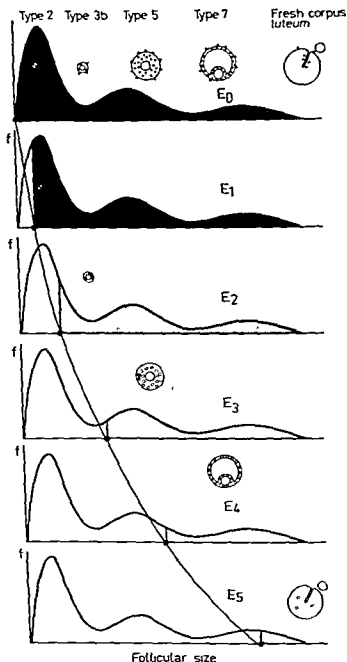 Type 2 Type 3b Type 5 Type 7 Fresh corpus
luteum
E0
f
E1
f
E2
f
E3
f
E4
f
E5
Follicular size